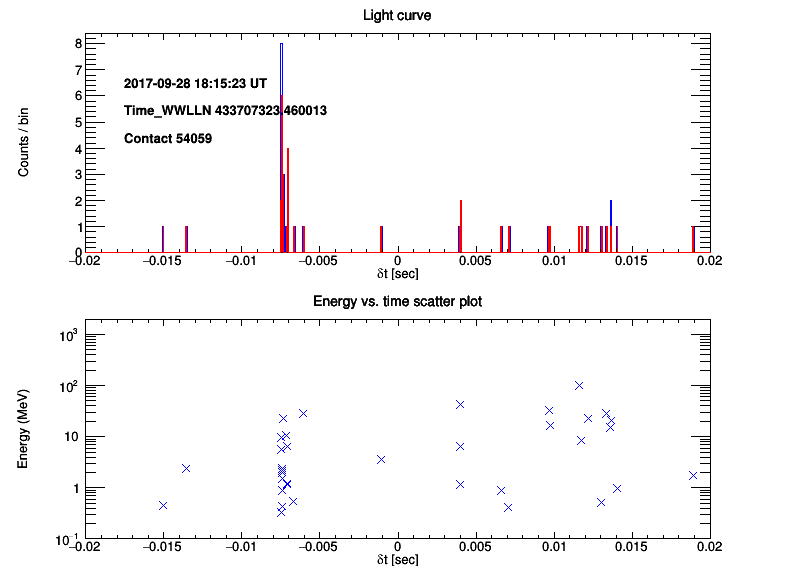 Light curve
Counts / bin
8
7
6
5
4
3
2
1
0
2017-09-28 18:15:23 UT
Time_WWLLN 433707323.460013
Contact 54059
−0.02 −0.015 −0.01 −0.005 0 0.005 0.01 0.015 0.02
δt [sec]
Energy vs. time scatter plot
Energy (MeV)
10³
10²
10
1
10⁻¹
−0.02 −0.015 −0.01 −0.005 0 0.005 0.01 0.015 0.02
δt [sec]